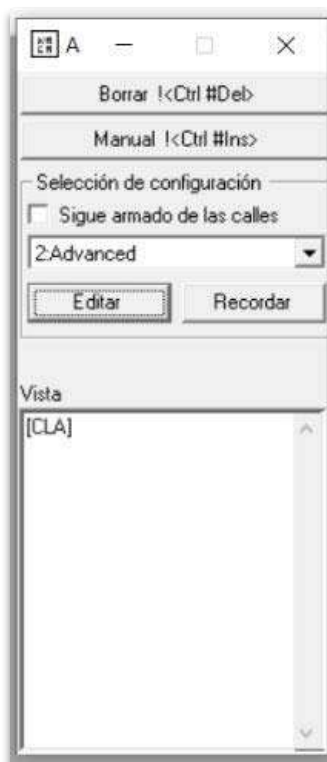 A
Borrar !<Ctrl #Del>
Manual !<Ctrl #Ins>
Selección de configuración
Sigue armado de las calles
2:Advanced
Editar Recordar
Vista
[CLA]